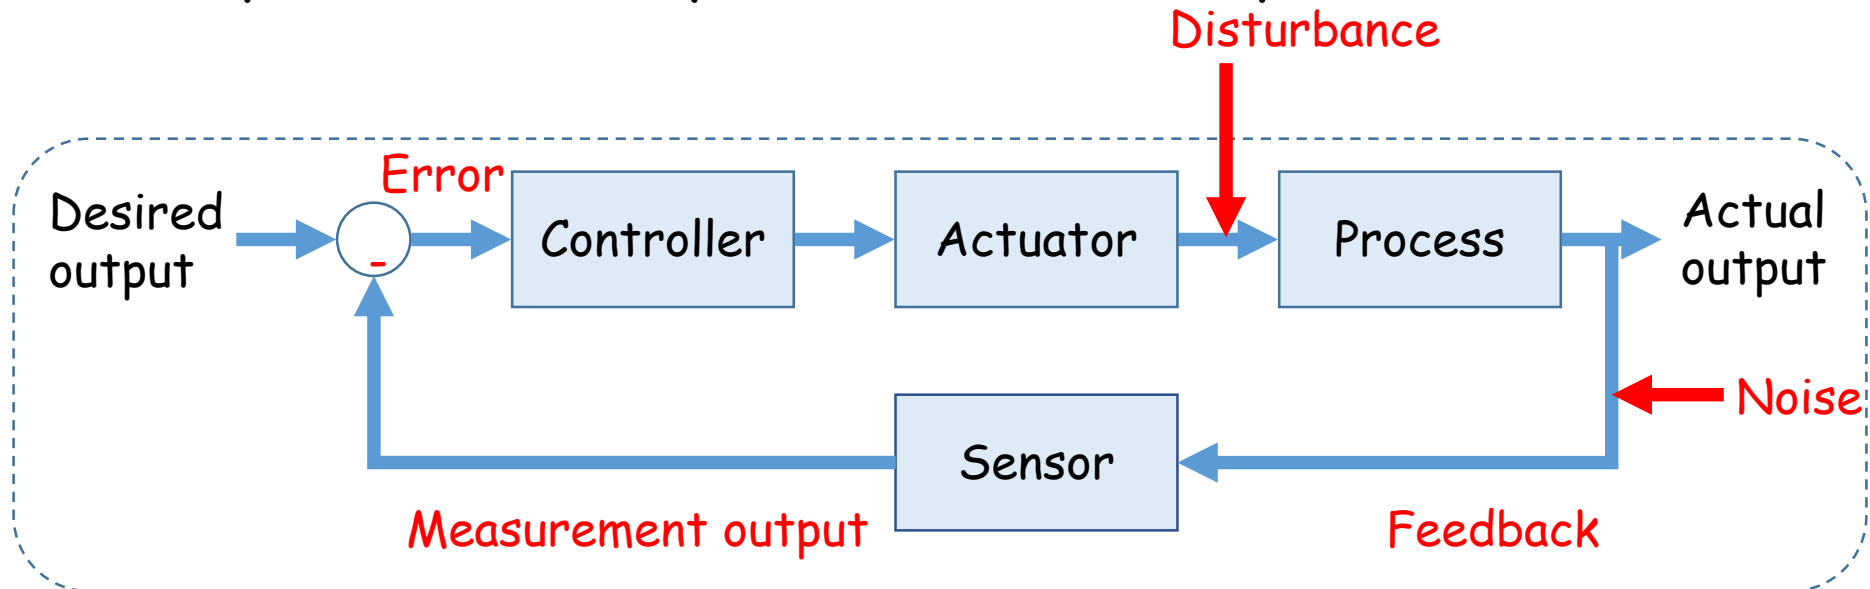 Disturbance
Error
Desired
output
-
Controller
Actuator
Process
Actual
output
Noise
Sensor
Measurement output
Feedback